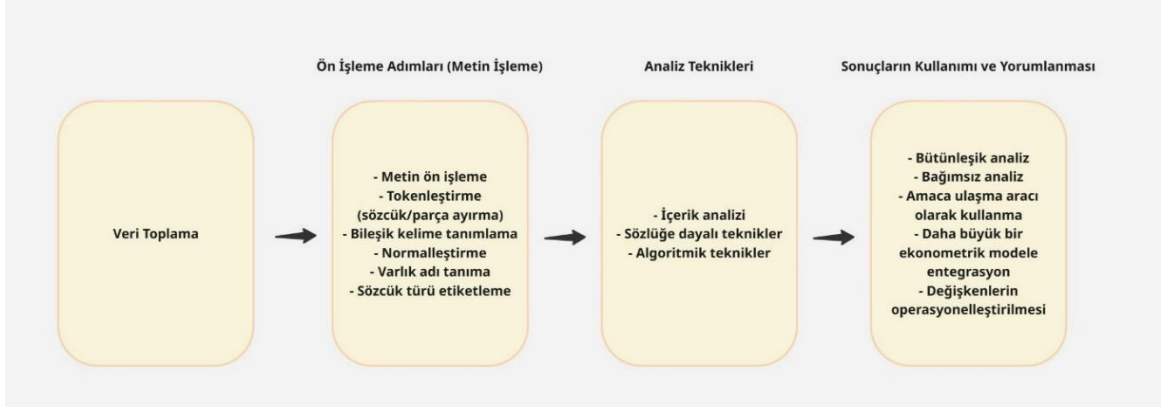 Ön İşleme Adımları (Metin İşleme)
Analiz Teknikleri
Sonuçların Kullanımı ve Yorumlanması
Veri Toplama
- Metin ön işleme
- Tokenleştirme
(sözcük/parça ayırma)
- Bileşik kelime tanımlama
- Normalleştirme
- Varlık adı tanıma
- Sözcük türü etiketleme
- İçerik analizi
- Sözlüğe dayalı teknikler
- Algoritmik teknikler
- Bütünleşik analiz
- Bağımsız analiz
- Amaca ulaşma aracı
olarak kullanma
- Daha büyük bir
ekonometrik modele
entegrasyon
- Değişkenlerin
operasyonelleştirilmesi